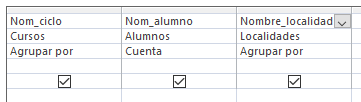 Nom_ciclo Nom_alumno Nombre_localidad
Cursos Alumnos Localidades
Agrupar por Cuenta Agrupar por